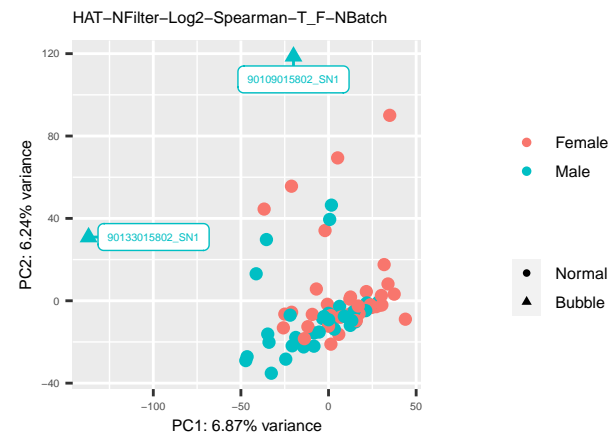 HAT−NFilter−Log2−Spearman−T_F−NBatch
120
90109015802_SN1
80
Female
Male
PC2: 6.24% variance
40
90133015802_SN1
Normal
0
Bubble
−40
−100
−50
0
50
PC1: 6.87% variance